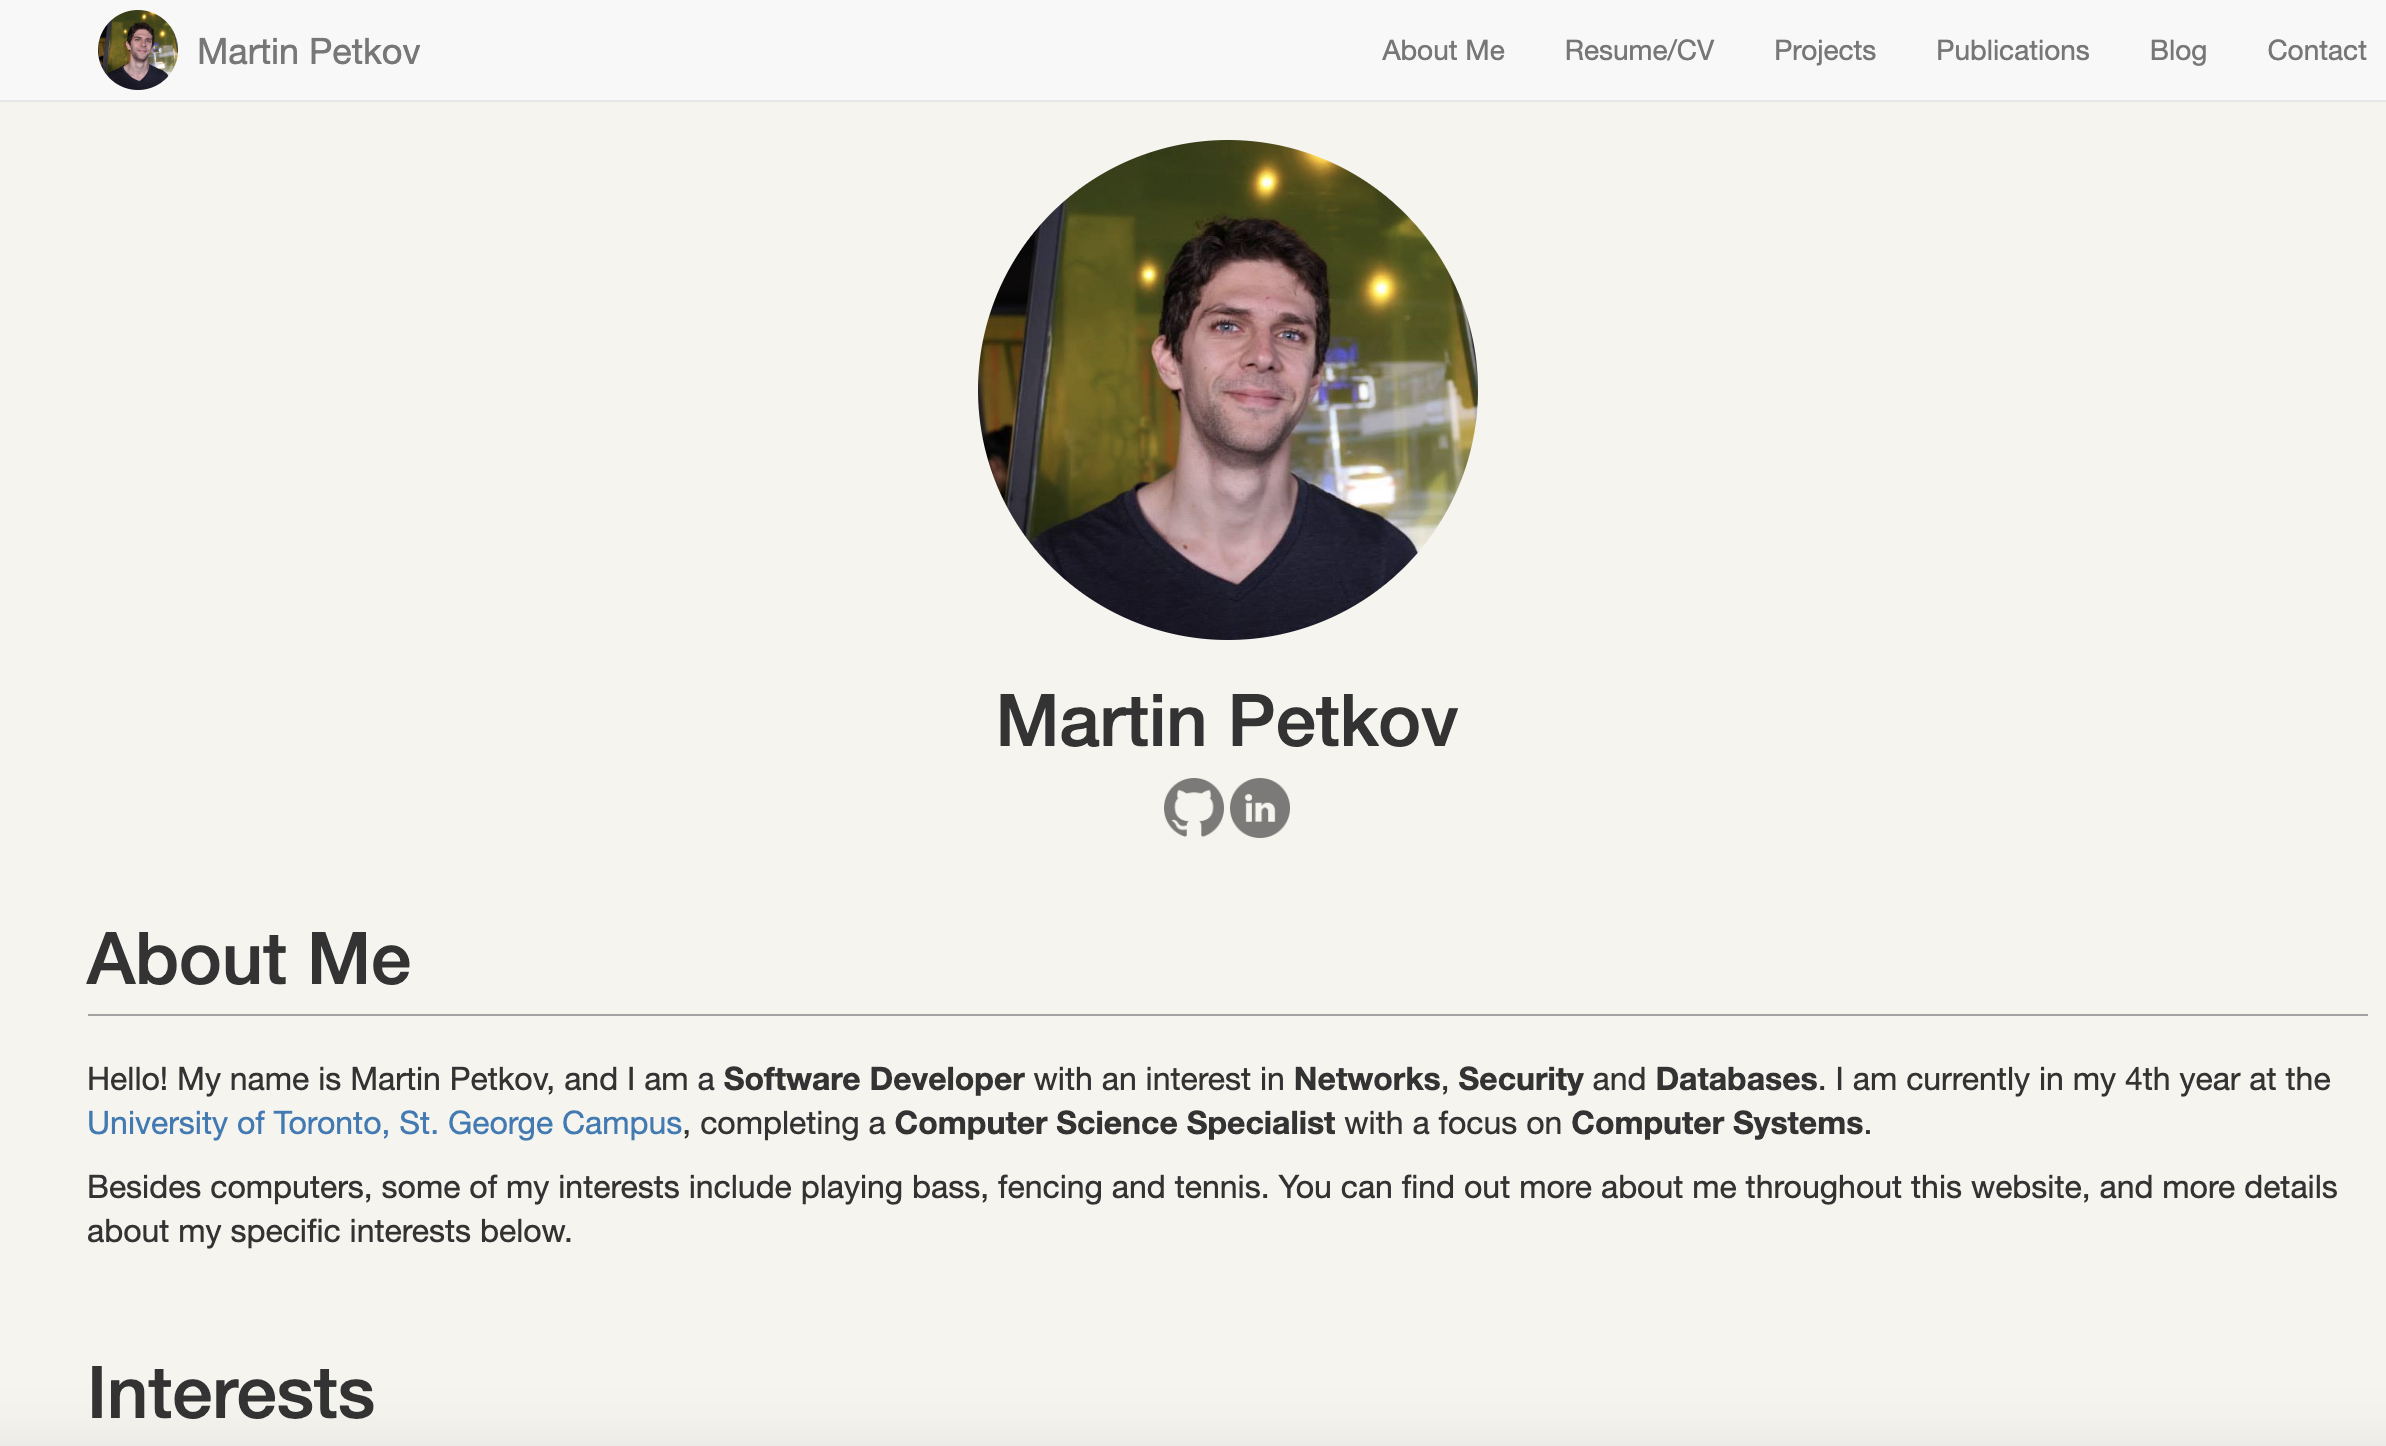 Martin Petkov
About Me
Resume/CV
Projects
Publications
Blog
Contact
Martin Petkov
in
About Me
Hello! My name is Martin Petkov, and I am a Software Developer with an interest in Networks, Security and Databases. I am currently in my 4th year at the
University of Toronto, St. George Campus, completing a Computer Science Specialist with a focus on Computer Systems.
Besides computers, some of my interests include playing bass, fencing and tennis. You can find out more about me throughout this website, and more details
about my specific interests below.
Interests